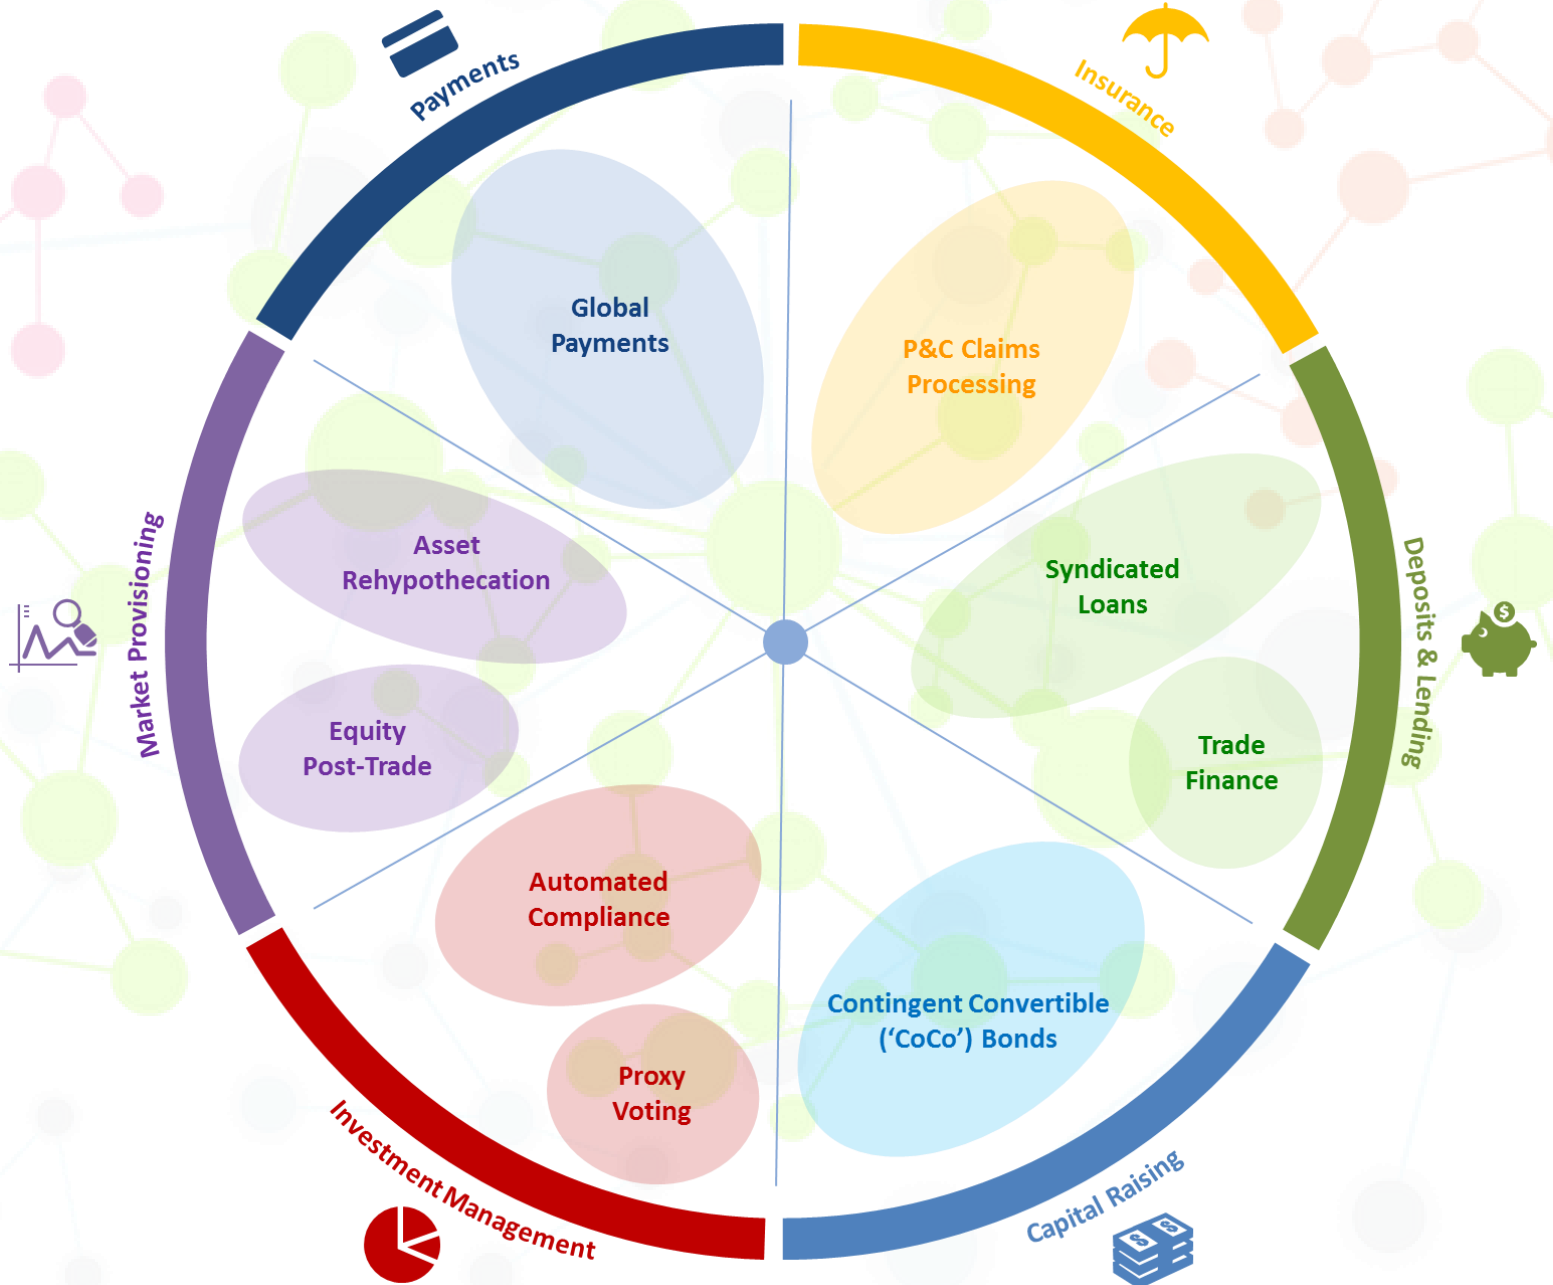 Payments
Insurance
Global
Payments
P&C Claims
Processing
Asset
Rehypothecation
Syndicated
Loans
Market Provisioning
Deposits & Lending
Equity
Post-Trade
Trade
Finance
Automated
Compliance
Contingent Convertible
(‘CoCo’) Bonds
Proxy
Voting
Investment Management
Capital Raising
$
$
$